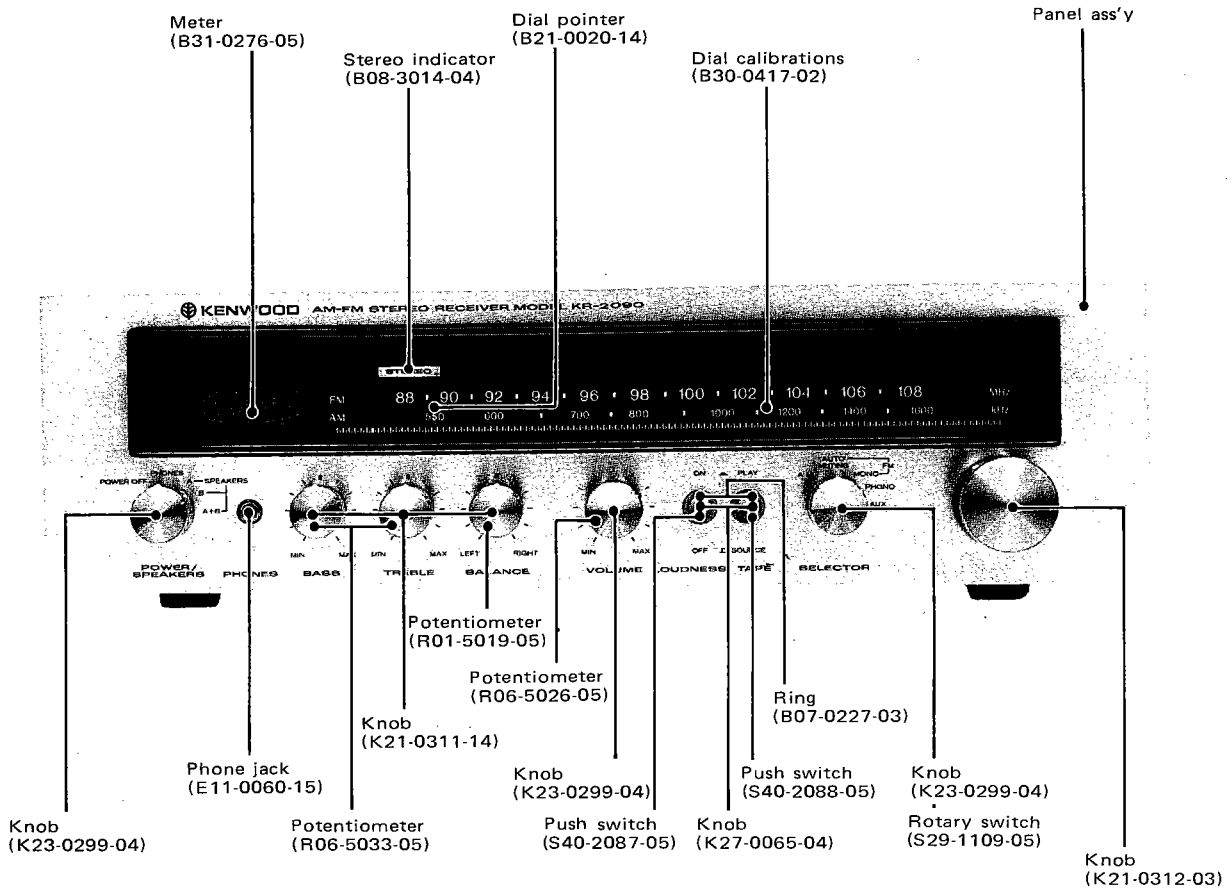 Meter
(B31-0276-05)
Dial pointer
(B21-0020-14)
Panel ass'y
Stereo indicator
(B08-3014-04)
Dial calibrations
(B30-0417-02)
KENWOOD AM-FM STEREO RECEIVER MODEL KR-2090
STEREO
FM 88 90 92 94 96 98 100 102 104 106 108 MHz
AM 550 600 700 800 1000 1200 1400 1600 kHz
POWER OFF PHONES A SPEAKERS
B
A+B
ON PLAY
AUTO FM
MONO
PHONO
AUX
MIN MAX MIN MAX LEFT RIGHT MIN MAX OFF SOURCE
POWER/
SPEAKERS PHONES BASS TREBLE BALANCE VOLUME LOUDNESS TAPE SELECTOR
Potentiometer
(R01-5019-05)
Potentiometer
(R06-5026-05)
Ring
(B07-0227-03)
Knob
(K21-0311-14)
Phone jack
(E11-0060-15)
Knob
(K23-0299-04)
Push switch
(S40-2088-05)
Knob
(K23-0299-04)
Knob
(K23-0299-04)
Potentiometer
(R06-5033-05)
Push switch
(S40-2087-05)
Knob
(K27-0065-04)
Rotary switch
(S29-1109-05)
Knob
(K21-0312-03)